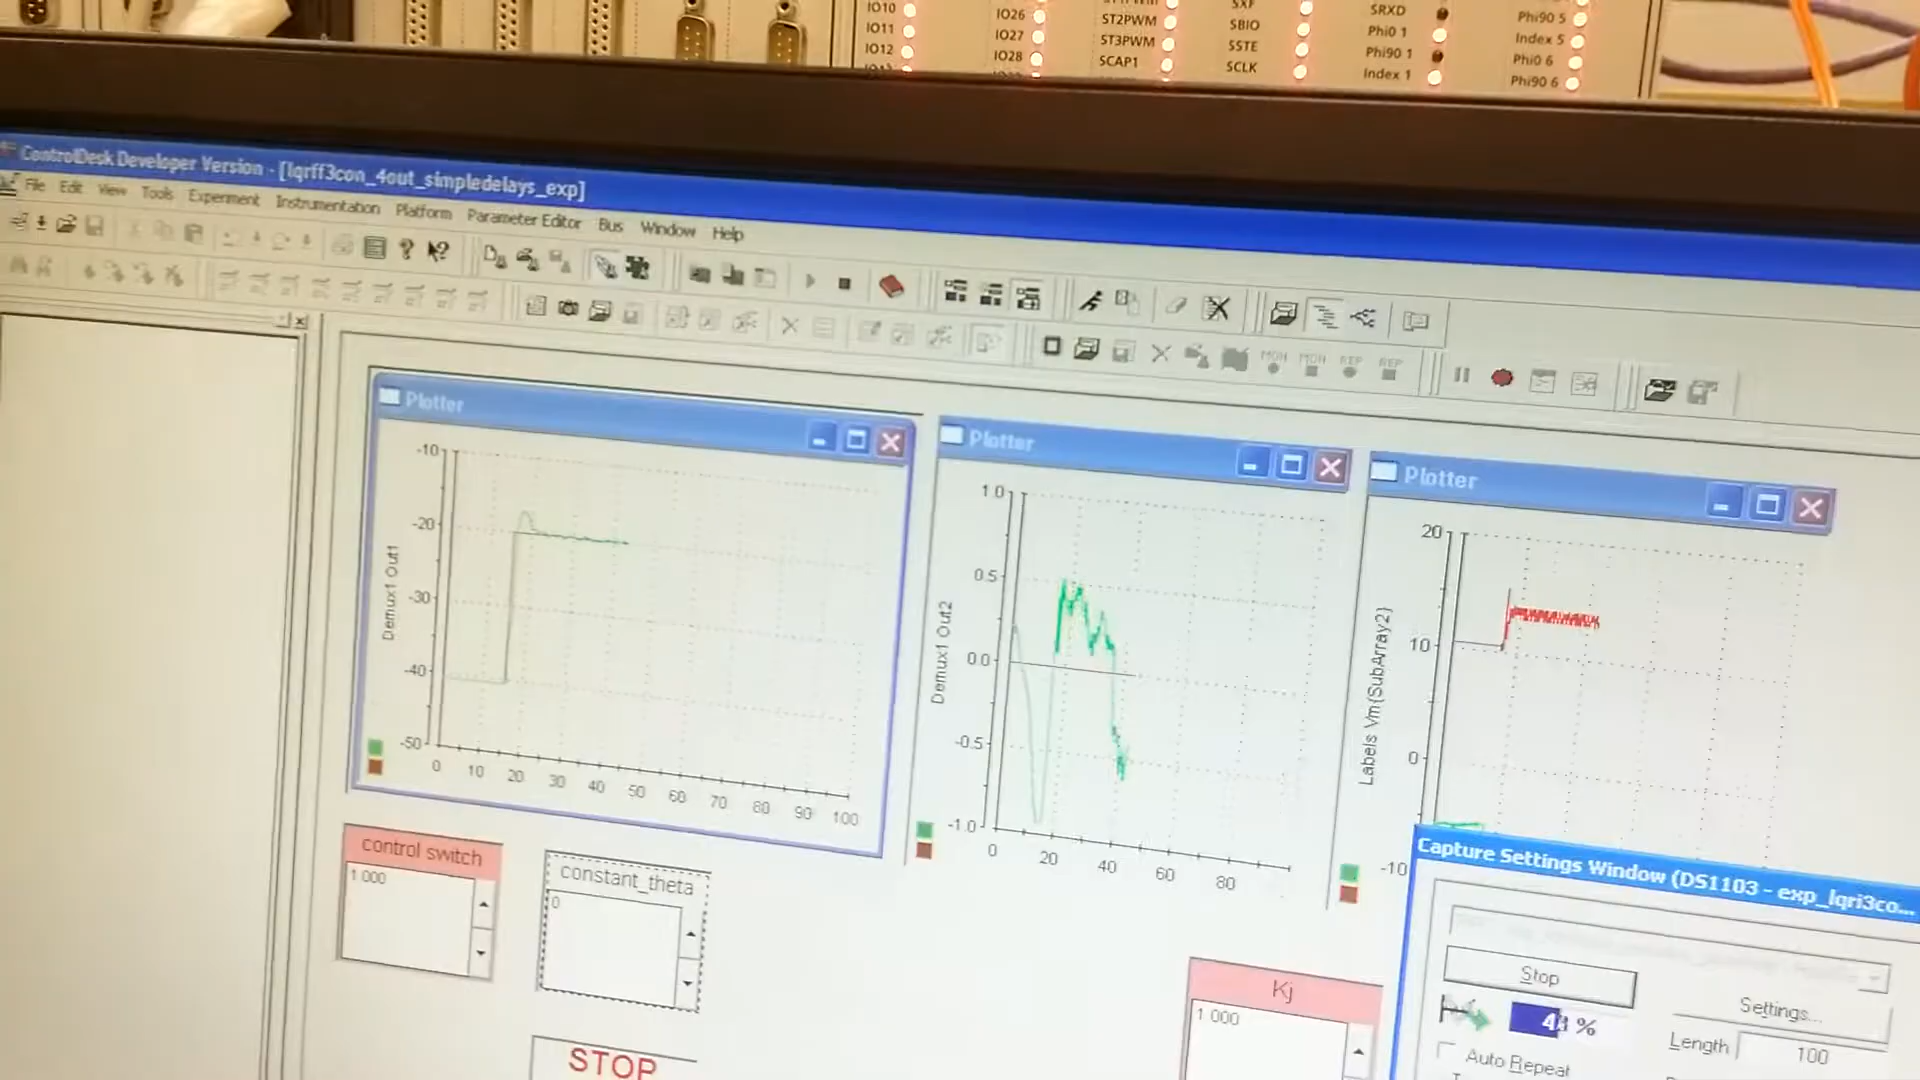 IO10
IO11
IO12
IO26
IO27
IO28
ST2PWM
ST3PWM
SCAP1
SXF
SBIO
SSTE
SCLK
SRXD
Phi0 1
Phi90 1
Index 1
Phi90 5
Index 5
Phi0 6
Phi90 6
ControlDesk Developer Version - [lqrff3con_4out_simpledelays_exp]
File Edit View Tools Experiment Instrumentation Platform Parameter Editor Bus Window Help
MON MON REP REP
Plotter
-10
-20
-30
-40
-50
Demux1 Out1
0 10 20 30 40 50 60 70 80 90 100
Plotter
1.0
0.5
0.0
-0.5
-1.0
Demux1 Out2
0 20 40 60 80
Plotter
20
10
0
-10
Labels Vm(SubArray2)
control switch
1.000
constant_theta
0
STOP
Kj
1.000
Capture Settings Window (DS1103 - exp_lqri3co...
Stop
Settings...
%
Length 100
Auto Repeat